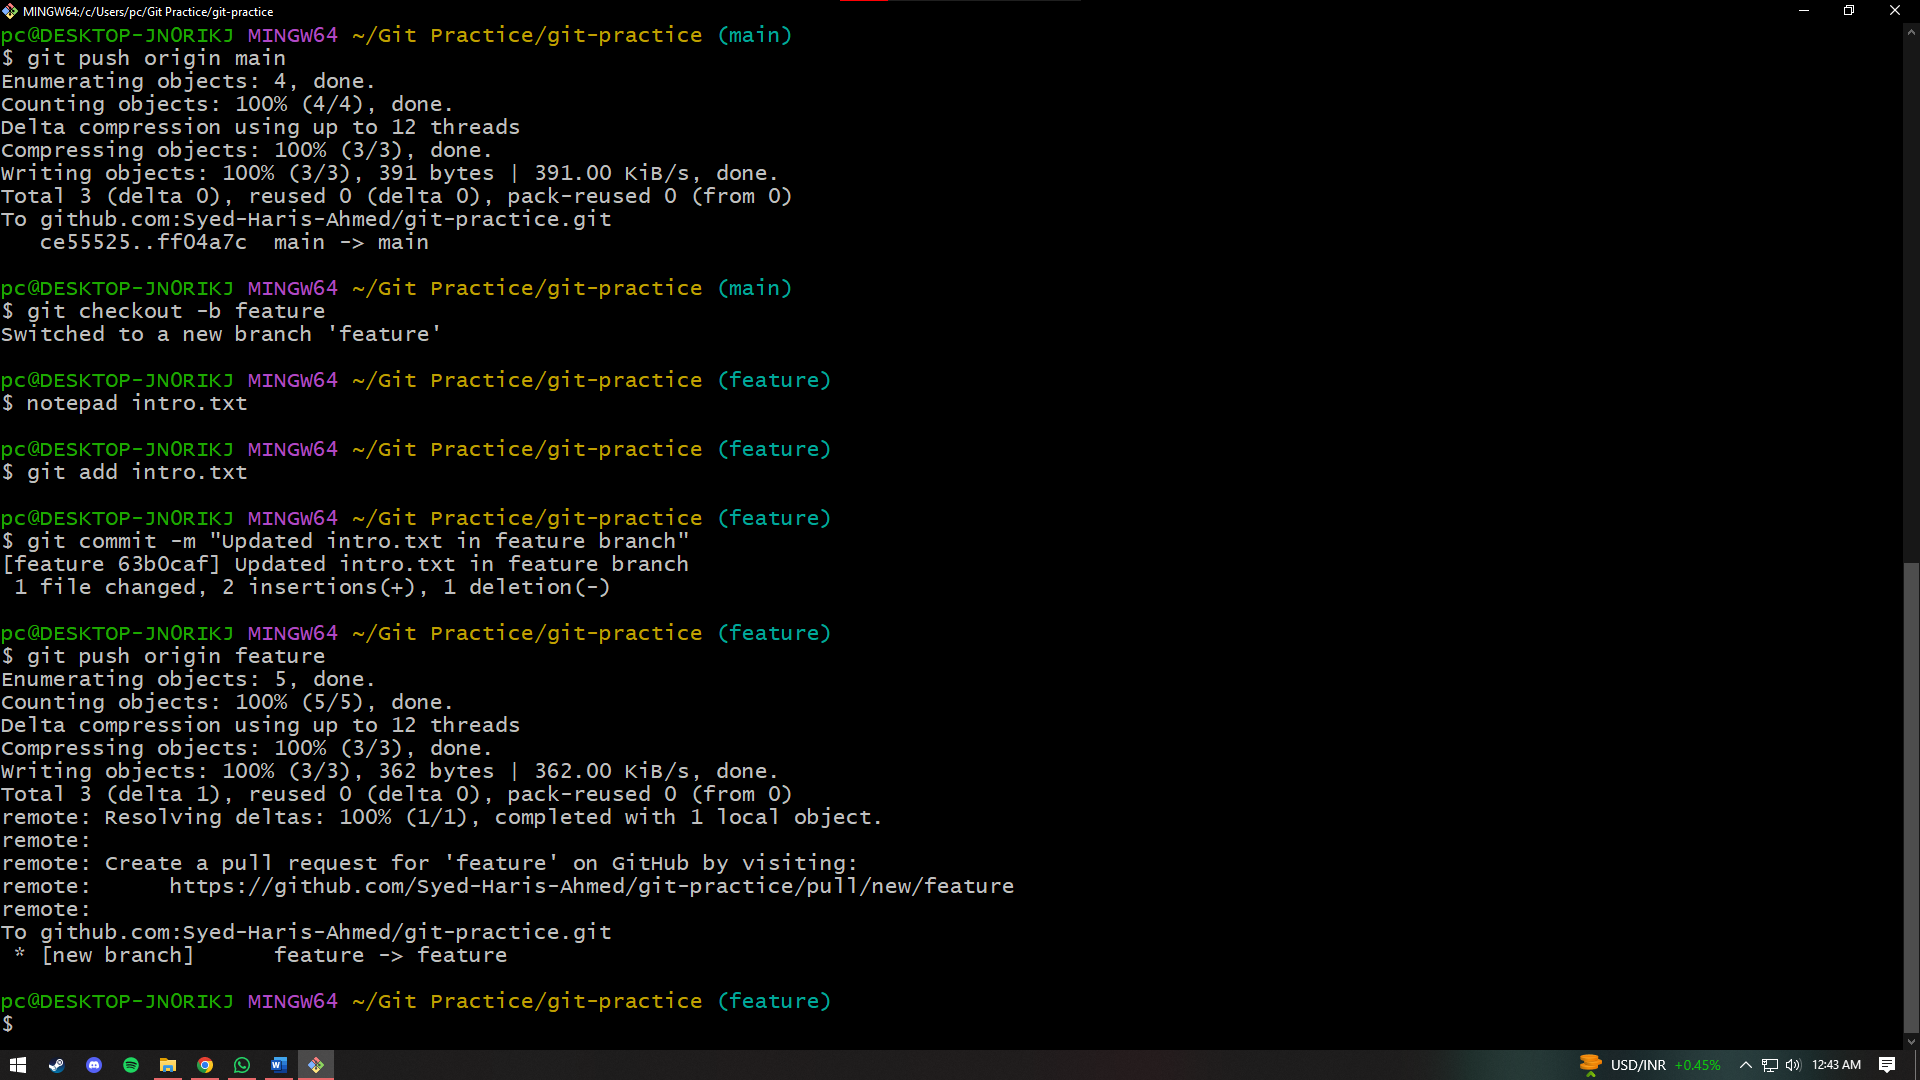 MINGW64:/c/Users/pc/Git Practice/git-practice
pc@DESKTOP-JN0RIKJ MINGW64 ~/Git Practice/git-practice (main)
$ git push origin main
Enumerating objects: 4, done.
Counting objects: 100% (4/4), done.
Delta compression using up to 12 threads
Compressing objects: 100% (3/3), done.
Writing objects: 100% (3/3), 391 bytes | 391.00 KiB/s, done.
Total 3 (delta 0), reused 0 (delta 0), pack-reused 0 (from 0)
To github.com:Syed-Haris-Ahmed/git-practice.git
   ce55525..ff04a7c  main -> main
pc@DESKTOP-JN0RIKJ MINGW64 ~/Git Practice/git-practice (main)
$ git checkout -b feature
Switched to a new branch 'feature'
pc@DESKTOP-JN0RIKJ MINGW64 ~/Git Practice/git-practice (feature)
$ notepad intro.txt
pc@DESKTOP-JN0RIKJ MINGW64 ~/Git Practice/git-practice (feature)
$ git add intro.txt
pc@DESKTOP-JN0RIKJ MINGW64 ~/Git Practice/git-practice (feature)
$ git commit -m "Updated intro.txt in feature branch"
[feature 63b0caf] Updated intro.txt in feature branch
 1 file changed, 2 insertions(+), 1 deletion(-)
pc@DESKTOP-JN0RIKJ MINGW64 ~/Git Practice/git-practice (feature)
$ git push origin feature
Enumerating objects: 5, done.
Counting objects: 100% (5/5), done.
Delta compression using up to 12 threads
Compressing objects: 100% (3/3), done.
Writing objects: 100% (3/3), 362 bytes | 362.00 KiB/s, done.
Total 3 (delta 1), reused 0 (delta 0), pack-reused 0 (from 0)
remote: Resolving deltas: 100% (1/1), completed with 1 local object.
remote:
remote: Create a pull request for 'feature' on GitHub by visiting:
remote:      https://github.com/Syed-Haris-Ahmed/git-practice/pull/new/feature
remote:
To github.com:Syed-Haris-Ahmed/git-practice.git
 * [new branch]      feature -> feature
pc@DESKTOP-JN0RIKJ MINGW64 ~/Git Practice/git-practice (feature)
$
USD/INR +0.45% 12:43 AM